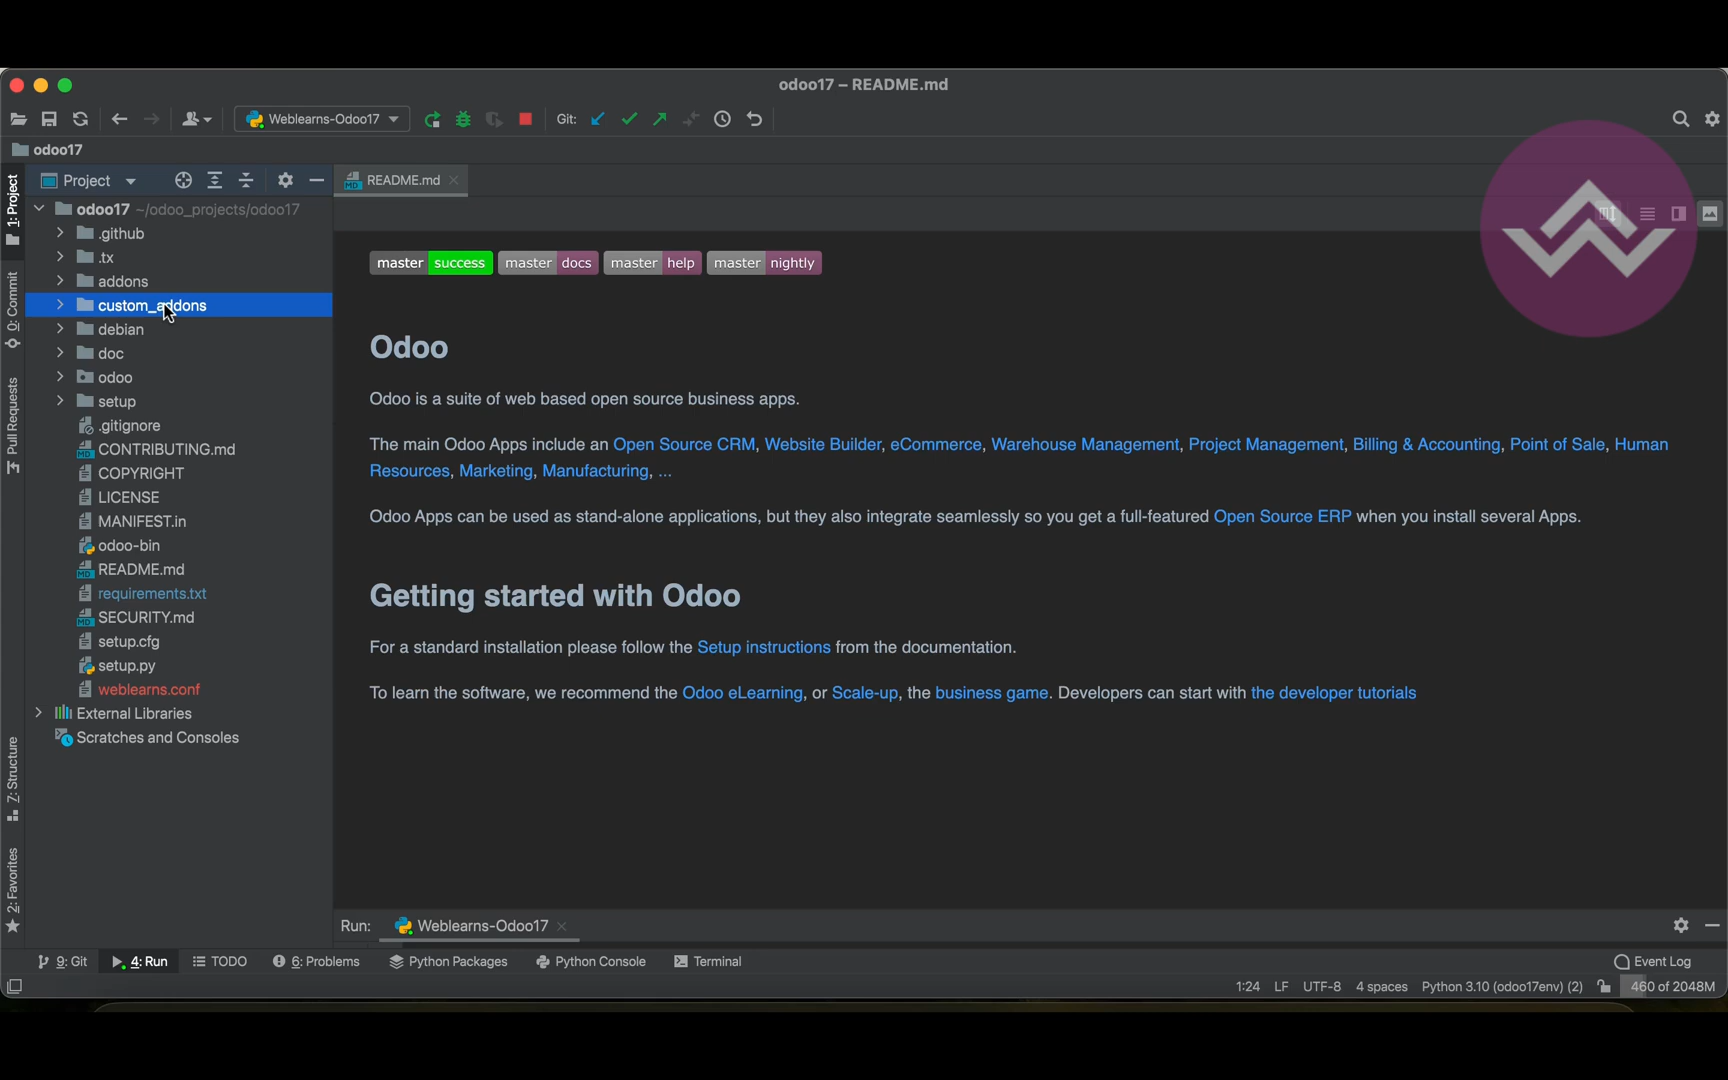 odoo17 – README.md
Weblearns-Odoo17
Git:
odoo17
1: Project
0: Commit
Pull Requests
7: Structure
2: Favorites
Project
odoo17 ~/odoo_projects/odoo17
.github
.tx
addons
custom_addons
debian
doc
odoo
setup
.gitignore
CONTRIBUTING.md
COPYRIGHT
LICENSE
MANIFEST.in
odoo-bin
README.md
requirements.txt
SECURITY.md
setup.cfg
setup.py
weblearns.conf
External Libraries
Scratches and Consoles
README.md
master success master docs master help master nightly
Odoo
Odoo is a suite of web based open source business apps.
The main Odoo Apps include an Open Source CRM, Website Builder, eCommerce, Warehouse Management, Project Management, Billing & Accounting, Point of Sale, Human
Resources, Marketing, Manufacturing, ...
Odoo Apps can be used as stand-alone applications, but they also integrate seamlessly so you get a full-featured Open Source ERP when you install several Apps.
Getting started with Odoo
For a standard installation please follow the Setup instructions from the documentation.
To learn the software, we recommend the Odoo eLearning, or Scale-up, the business game. Developers can start with the developer tutorials
Run: Weblearns-Odoo17
9: Git 4: Run TODO 6: Problems Python Packages Python Console Terminal Event Log
1:24 LF UTF-8 4 spaces Python 3.10 (odoo17env) (2) 460 of 2048M